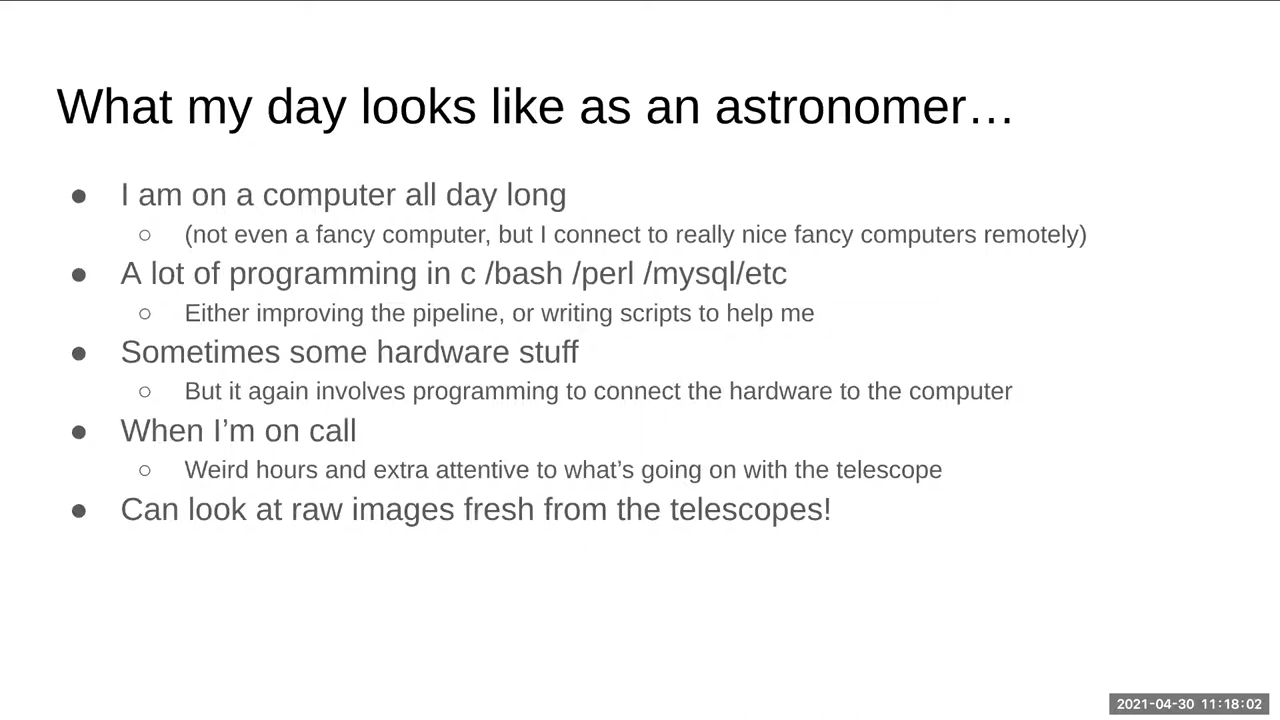 What my day looks like as an astronomer…
● I am on a computer all day long
○ (not even a fancy computer, but I connect to really nice fancy computers remotely)
● A lot of programming in c /bash /perl /mysql/etc
○ Either improving the pipeline, or writing scripts to help me
● Sometimes some hardware stuff
○ But it again involves programming to connect the hardware to the computer
● When I’m on call
○ Weird hours and extra attentive to what’s going on with the telescope
● Can look at raw images fresh from the telescopes!
2021-04-30 11:18:02